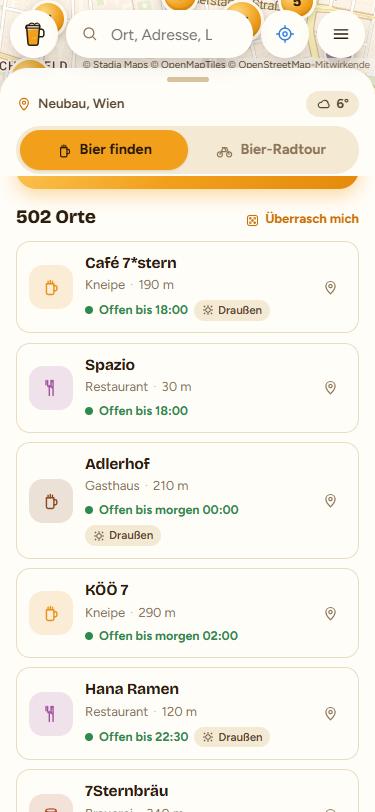 5
© Stadia Maps © OpenMapTiles © OpenStreetMap-Mitwirkende
Ort, Adresse, L
Neubau, Wien
6°
Bier finden
Bier-Radtour
502 Orte
Überrasch mich
Café 7*stern
Kneipe · 190 m
Offen bis 18:00
Draußen
Spazio
Restaurant · 30 m
Offen bis 18:00
Adlerhof
Gasthaus · 210 m
Offen bis morgen 00:00
Draußen
KÖÖ 7
Kneipe · 290 m
Offen bis morgen 02:00
Hana Ramen
Restaurant · 120 m
Offen bis 22:30
Draußen
7Sternbräu